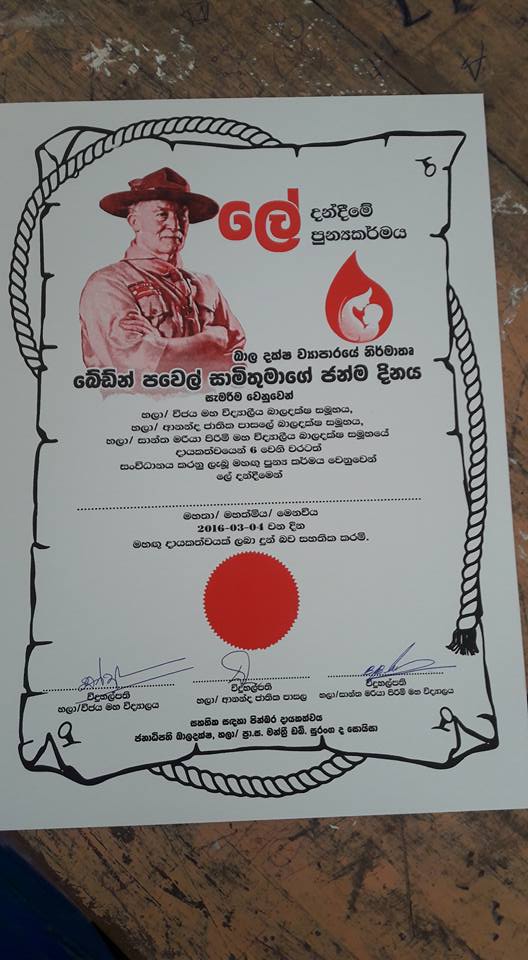 ලේ දන්දීමේ
පුන්‍යකර්මය
බාල දක්ෂ ව්‍යාපාරයේ නිර්මාතෘ
බේඩ්න් පවෙල් සාමිතුමාගේ ජන්ම දිනය
සැමරීම වෙනුවෙන්
හලා/ විජය මහ විද්‍යාලීය බාලදක්ෂ සමූහය,
හලා/ ආනන්ද ජාතික පාසලේ බාලදක්ෂ සමූහය,
හලා/ සාන්ත මරියා පිරිමි මහ විද්‍යාලීය බාලදක්ෂ සමූහයේ
දායකත්වයෙන් 6 වෙනි වරටත්
සංවිධානය කරනු ලැබූ මහඟු පුන්‍ය කර්මය වෙනුවෙන්
ලේ දන්දීමෙන්
මහතා/ මහත්මිය/ මෙනවිය
2016-03-04 වන දින
මහඟු දායකත්වයක් ලබා දුන් බව සහතික කරමි.
විදුහල්පති
හලා/විජය මහ විද්‍යාලය
විදුහල්පති
හලා/ ආනන්ද ජාතික පාසල
විදුහල්පති
හලා/සාන්ත මරියා පිරිමි මහ විද්‍යාලය
සහතික සඳහා පින්බර දායකත්වය
ජනාධිපති බාලදක්ෂ, හලා/ ප්‍රා.ස. මන්ත්‍රී ඩබ්. සුරංග ද සොයිසා